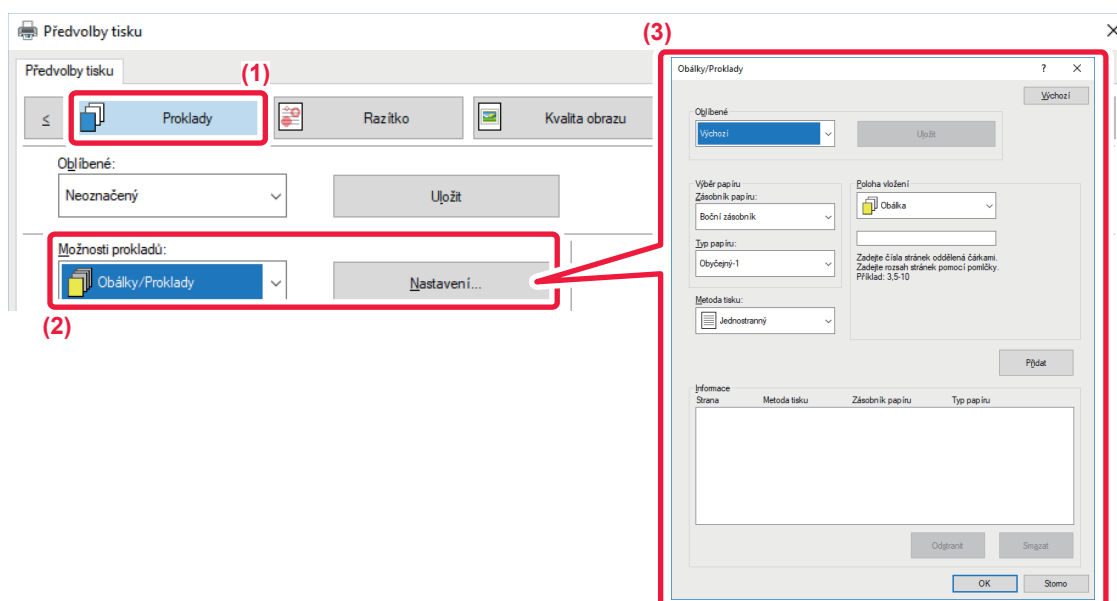 Předvolby tisku
(3)
Předvolby tisku
(1)
≤
Proklady
Razítko
Kvalita obrazu
Oblíbené:
Neoznačený
Uložit
Možnosti prokladů:
Obálky/Proklady
Nastavení...
(2)
Obálky/Proklady
?
Výchozí
Oblíbené
Výchozí
Uložit
Výběr papíru
Zásobník papíru:
Boční zásobník
Typ papíru:
Obyčejný-1
Poloha vložení
Obálka
Zadejte čísla stránek oddělená čárkami.
Zadejte rozsah stránek pomocí pomlčky.
Příklad: 3,5-10
Metoda tisku:
Jednostranný
Přidat
Informace
Strana Metoda tisku Zásobník papíru Typ papíru
Odstranit Smazat
OK Storno